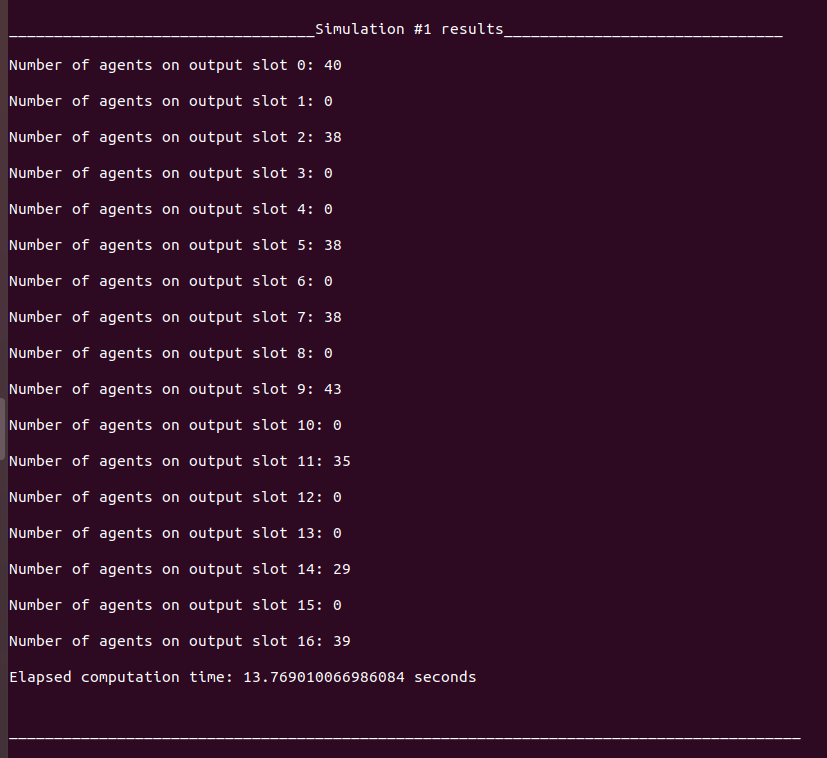 __________________________________Simulation #1 results_______________________________
Number of agents on output slot 0: 40
Number of agents on output slot 1: 0
Number of agents on output slot 2: 38
Number of agents on output slot 3: 0
Number of agents on output slot 4: 0
Number of agents on output slot 5: 38
Number of agents on output slot 6: 0
Number of agents on output slot 7: 38
Number of agents on output slot 8: 0
Number of agents on output slot 9: 43
Number of agents on output slot 10: 0
Number of agents on output slot 11: 35
Number of agents on output slot 12: 0
Number of agents on output slot 13: 0
Number of agents on output slot 14: 29
Number of agents on output slot 15: 0
Number of agents on output slot 16: 39
Elapsed computation time: 13.769010066986084 seconds
________________________________________________________________________________________